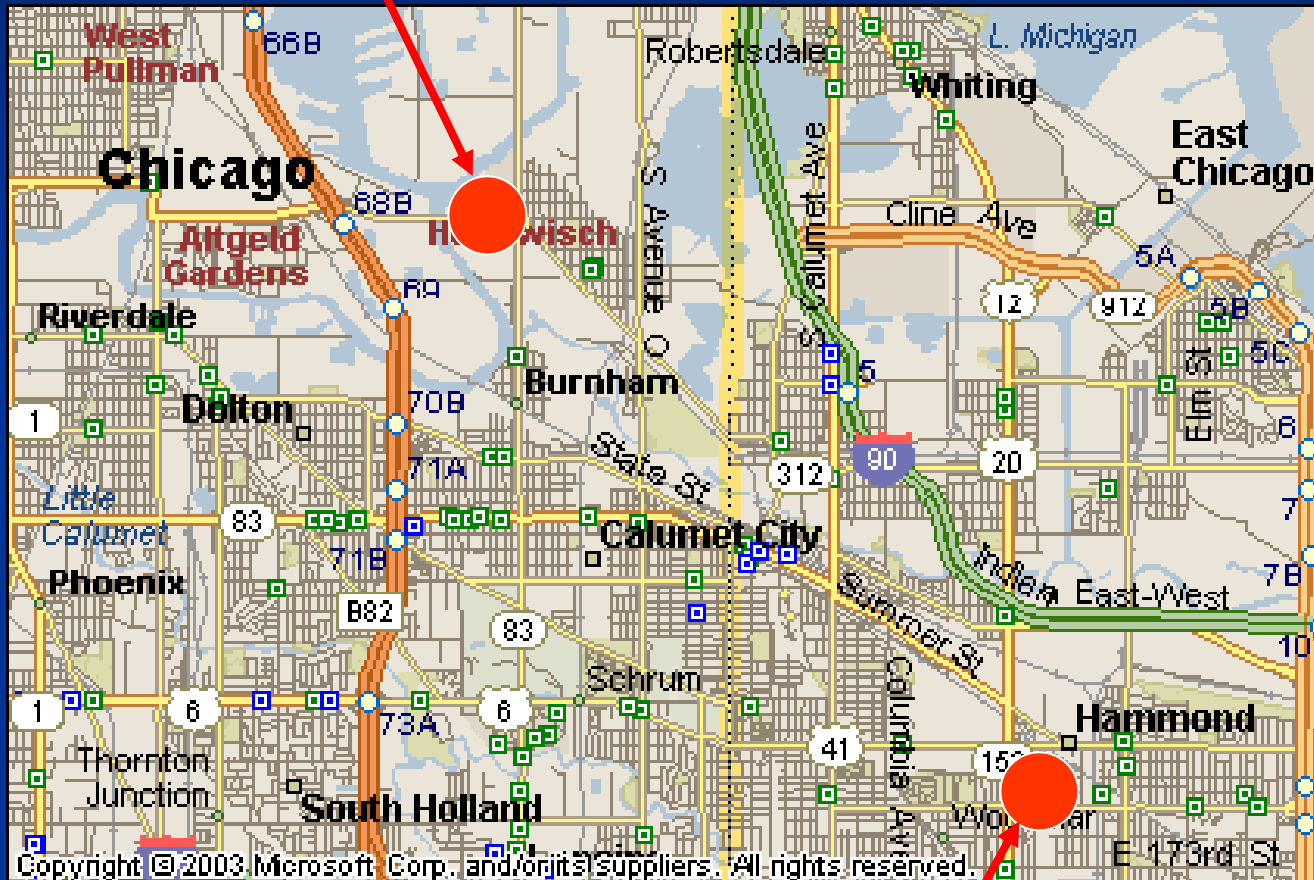 66B
West
Pullman
Robertsdale
L. Michigan
Whiting
East
Chicago
Chicago
S Avenue O
S Calumet Ave
68B
Cline Ave
Altgeld
Gardens
5A
69
12
912
5B
Riverdale
5C
5
Elm St
Burnham
70B
Dolton
1
6
State St
90
20
71A
312
Little
Calumet
83
7
Calumet City
71B
Phoenix
Indiana East-West
7B
B82
Summer St
83
10
Schrum
Columbia Ave
1
6
6
73A
Hammond
41
Thornton
Junction
South Holland
E 173rd St
Copyright © 2003 Microsoft Corp. and/or its suppliers. All rights reserved.